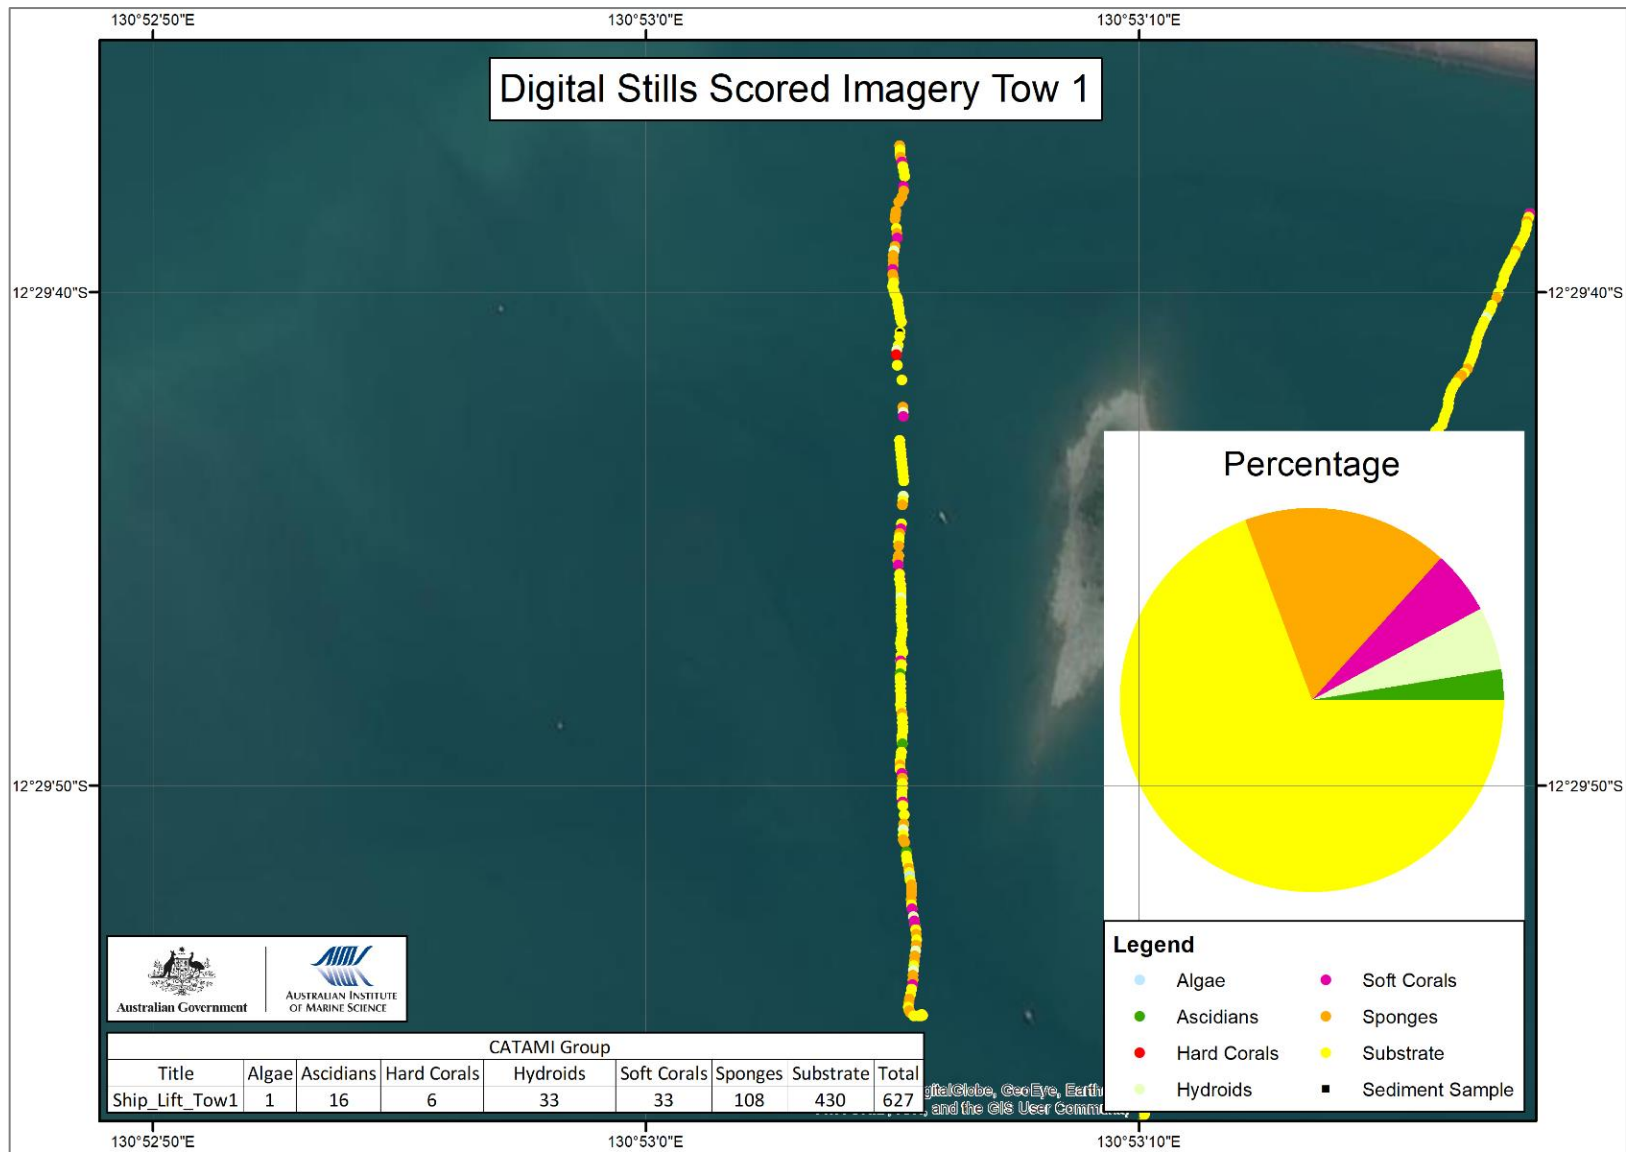 130°52'50"E 130°53'0"E 130°53'10"E
Digital Stills Scored Imagery Tow 1
12°29'40"S 12°29'40"S
Percentage
12°29'50"S 12°29'50"S
Legend
Algae Soft Corals
Ascidians Sponges
Hard Corals Substrate
Hydroids Sediment Sample
Australian Government
AIMS
AUSTRALIAN INSTITUTE
OF MARINE SCIENCE
CATAMI Group
Title Algae Ascidians Hard Corals Hydroids Soft Corals Sponges Substrate Total
Ship_Lift_Tow1 1 16 6 33 33 108 430 627
gitalGlobe, GeoEye, Earth
and the GIS User Commu
130°52'50"E 130°53'0"E 130°53'10"E